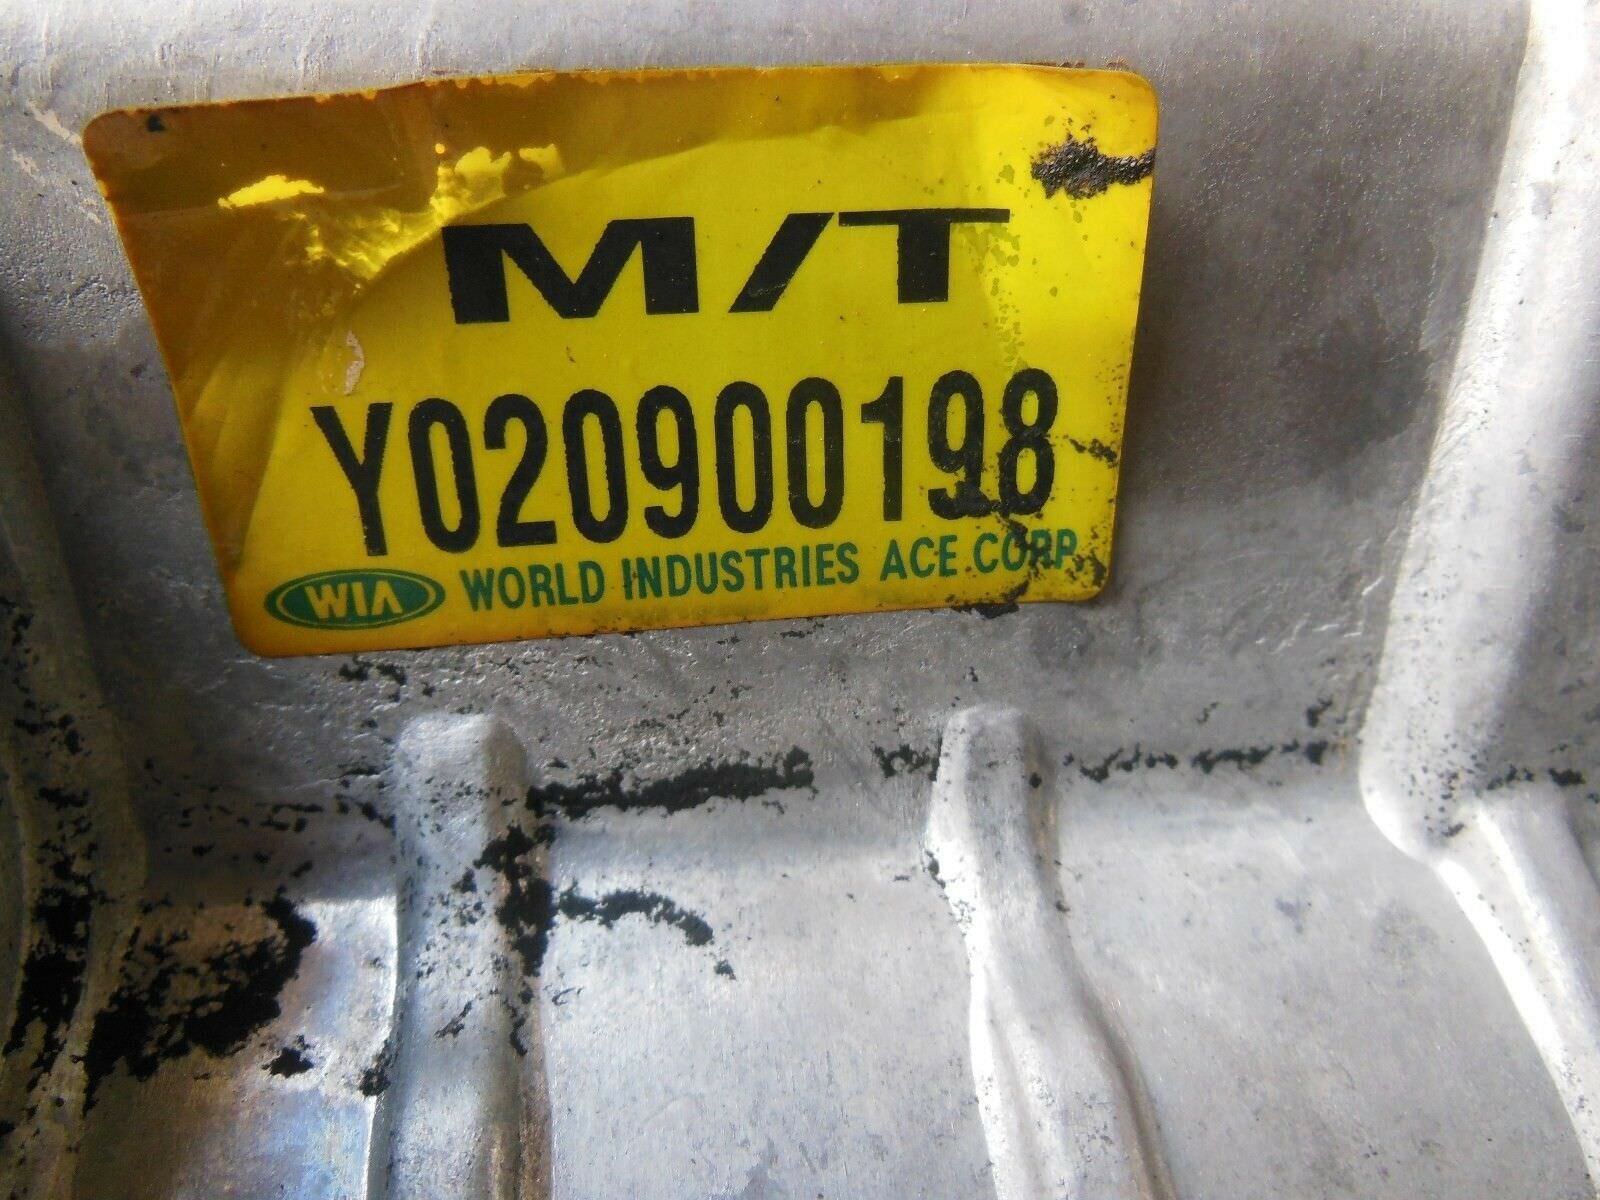 M/T
Y020900198
WIA WORLD INDUSTRIES ACE CORP